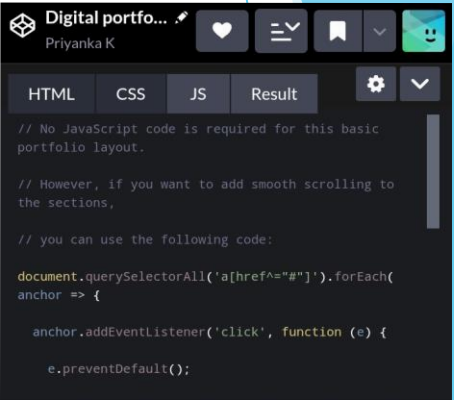 Digital portfo...
Priyanka K
HTML CSS JS Result
// No JavaScript code is required for this basic
portfolio layout.
// However, if you want to add smooth scrolling to
the sections,
// you can use the following code:
document.querySelectorAll('a[href^="#"]').forEach(
anchor => {
anchor.addEventListener('click', function (e) {
e.preventDefault();